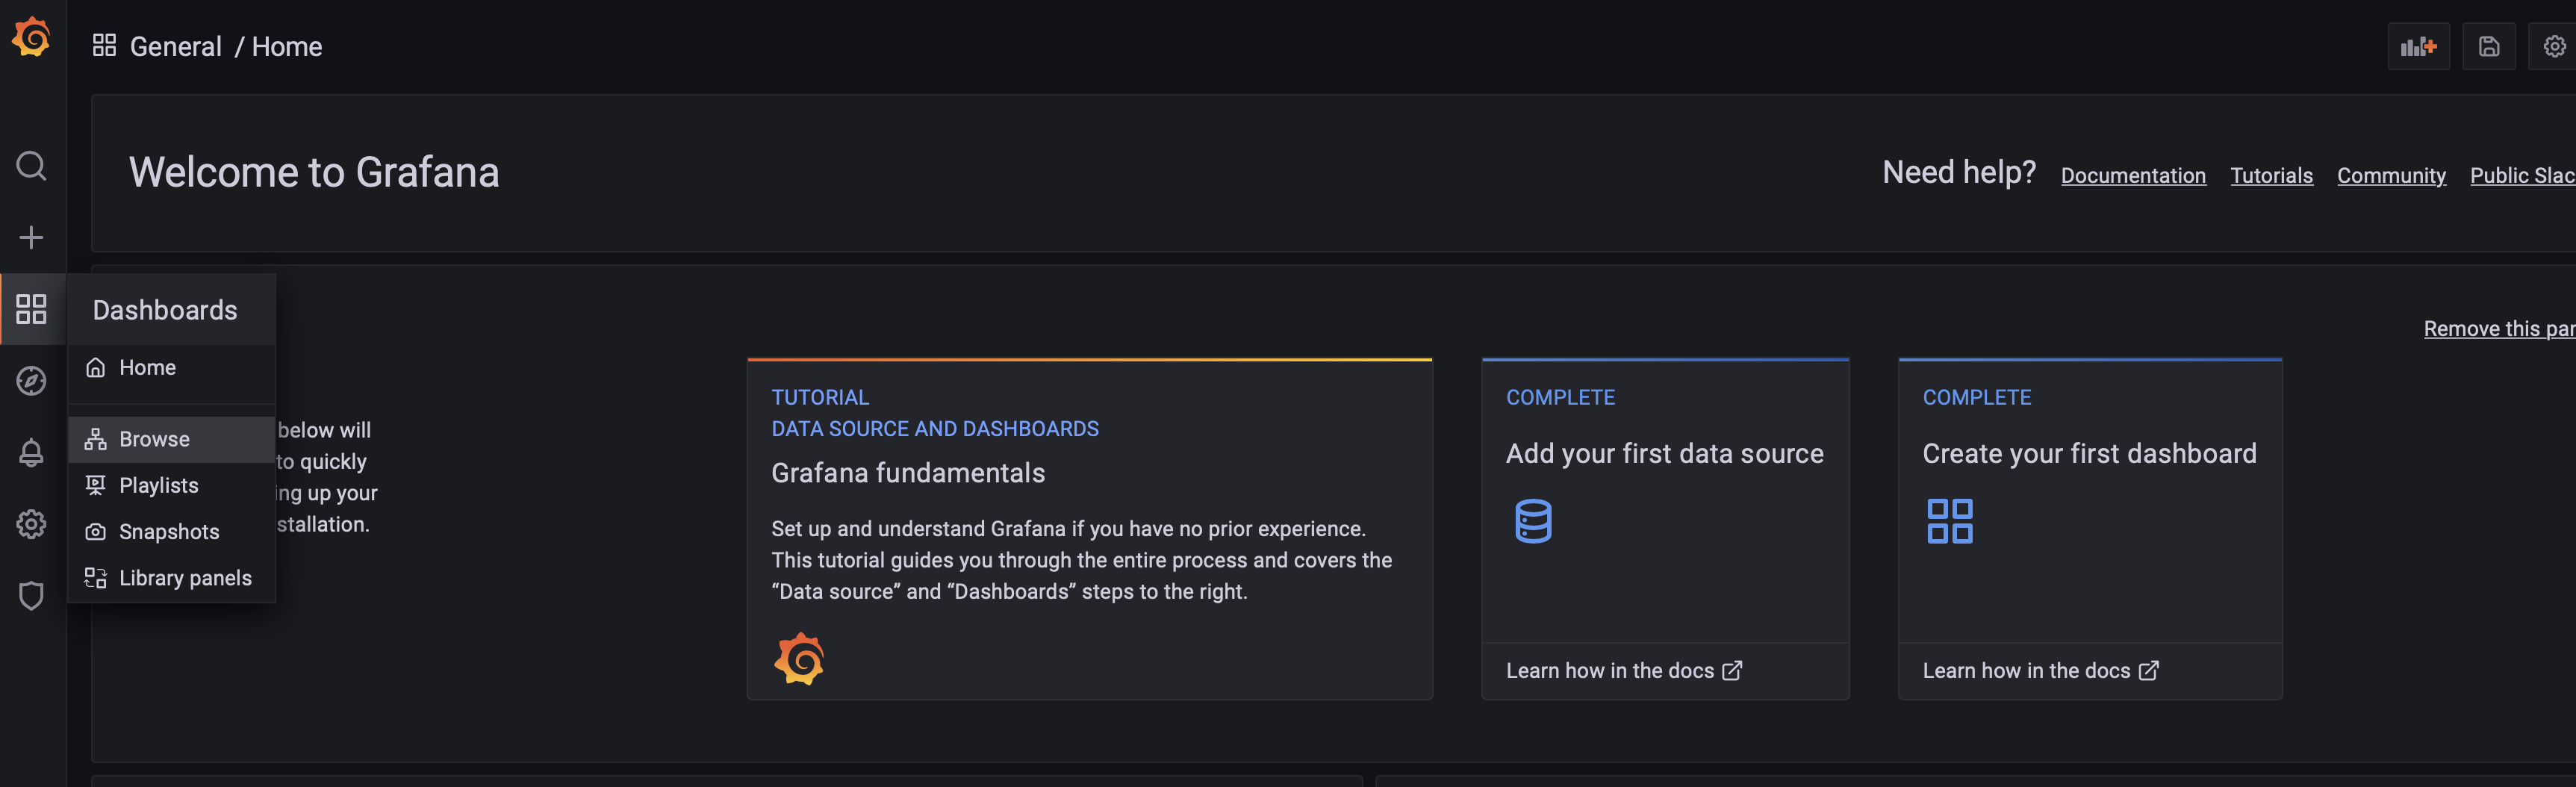 General / Home
Welcome to Grafana
Need help? Documentation Tutorials Community Public Slac
Dashboards
Home
Browse
Playlists
Snapshots
Library panels
below will
to quickly
ing up your
stallation.
Remove this pan
TUTORIAL
DATA SOURCE AND DASHBOARDS
Grafana fundamentals
Set up and understand Grafana if you have no prior experience.
This tutorial guides you through the entire process and covers the
“Data source” and “Dashboards” steps to the right.
COMPLETE
Add your first data source
Learn how in the docs
COMPLETE
Create your first dashboard
Learn how in the docs